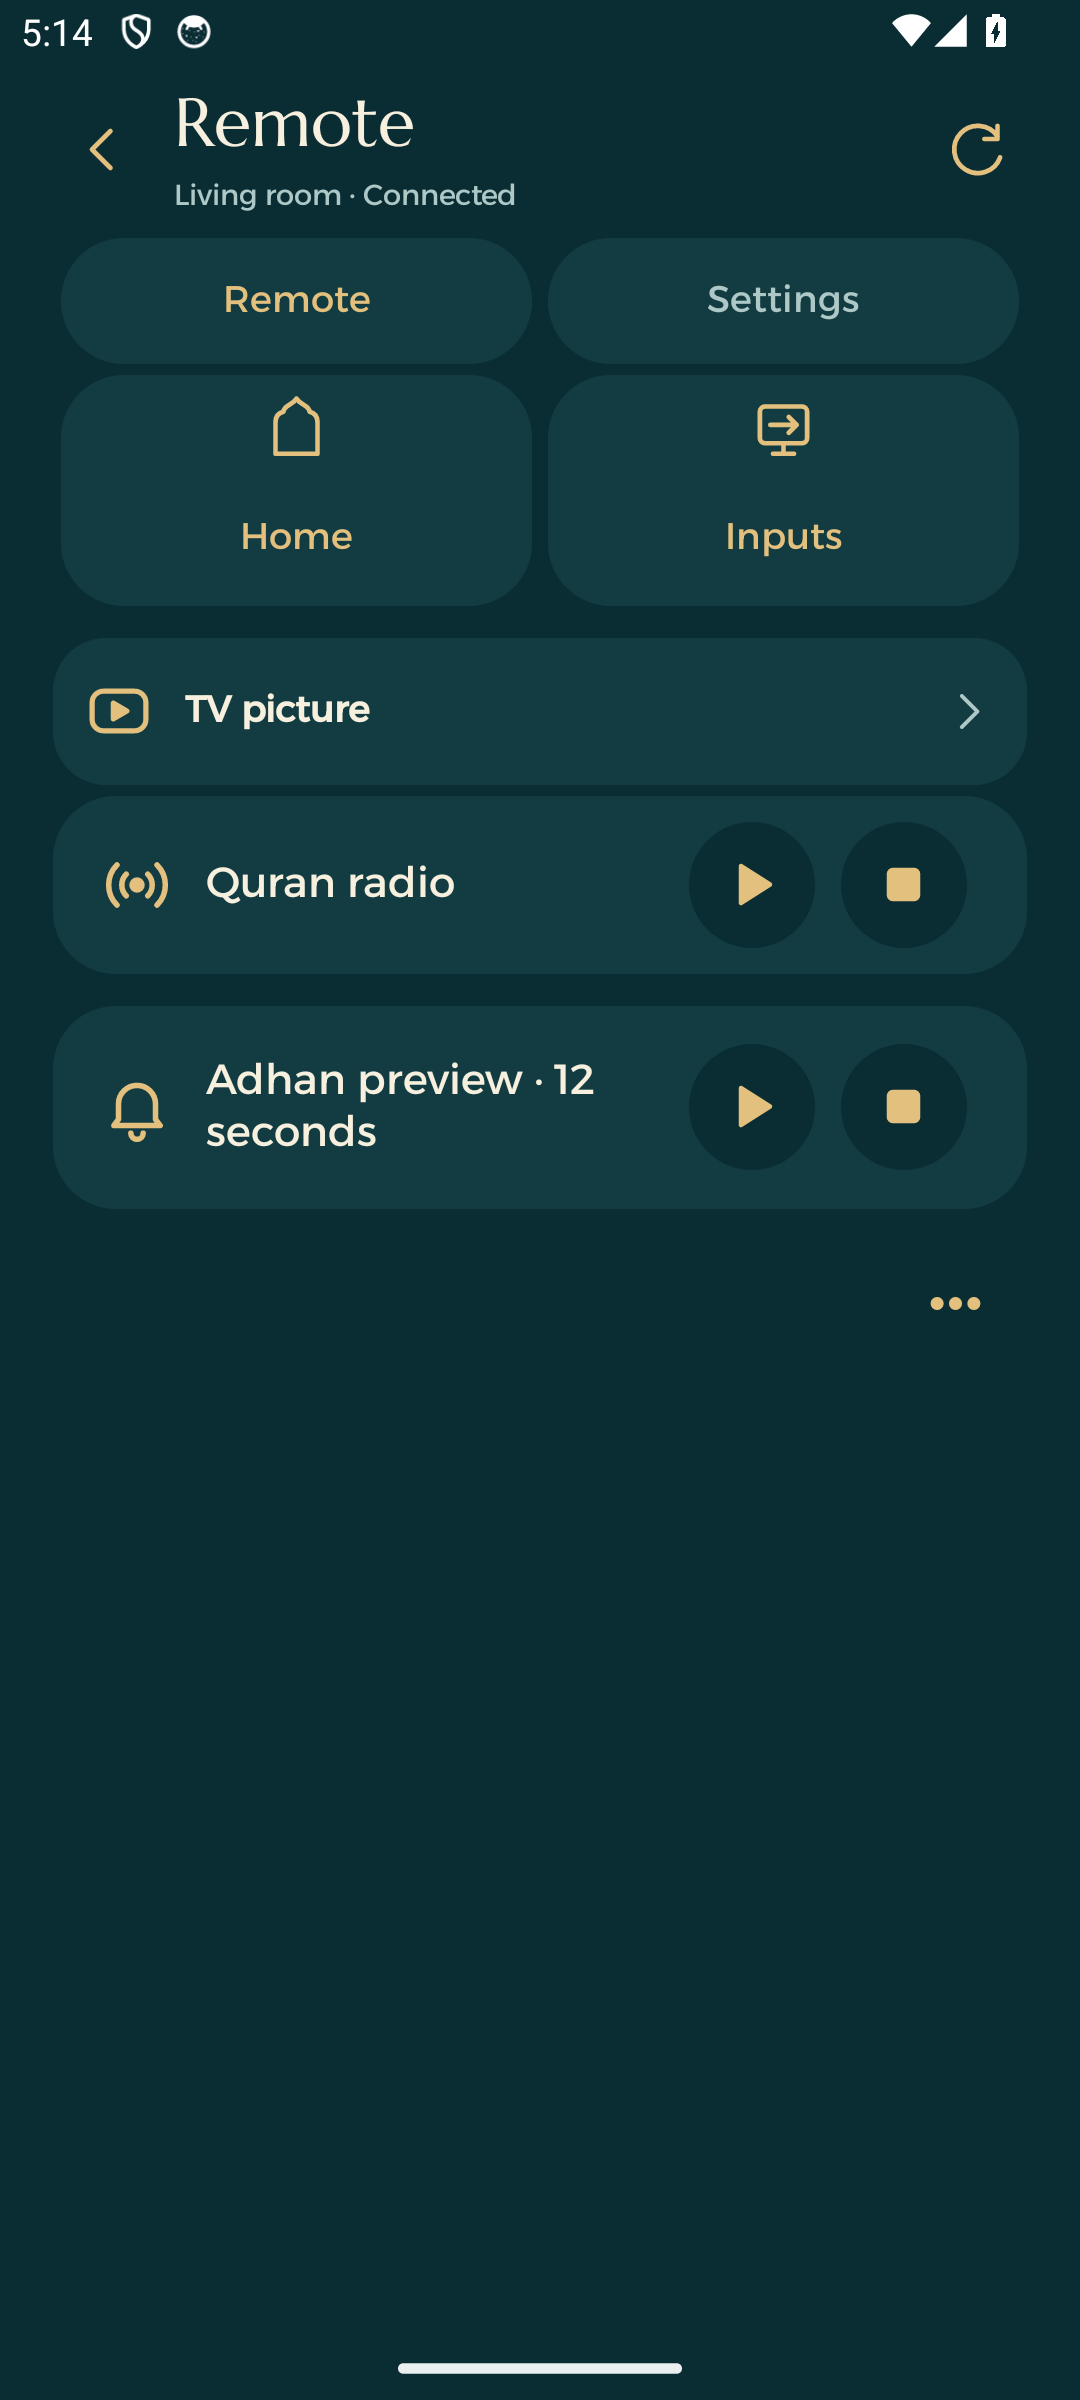 5:14
Remote
Living room · Connected
Remote
Settings
Home
Inputs
TV picture
Quran radio
Adhan preview · 12
seconds